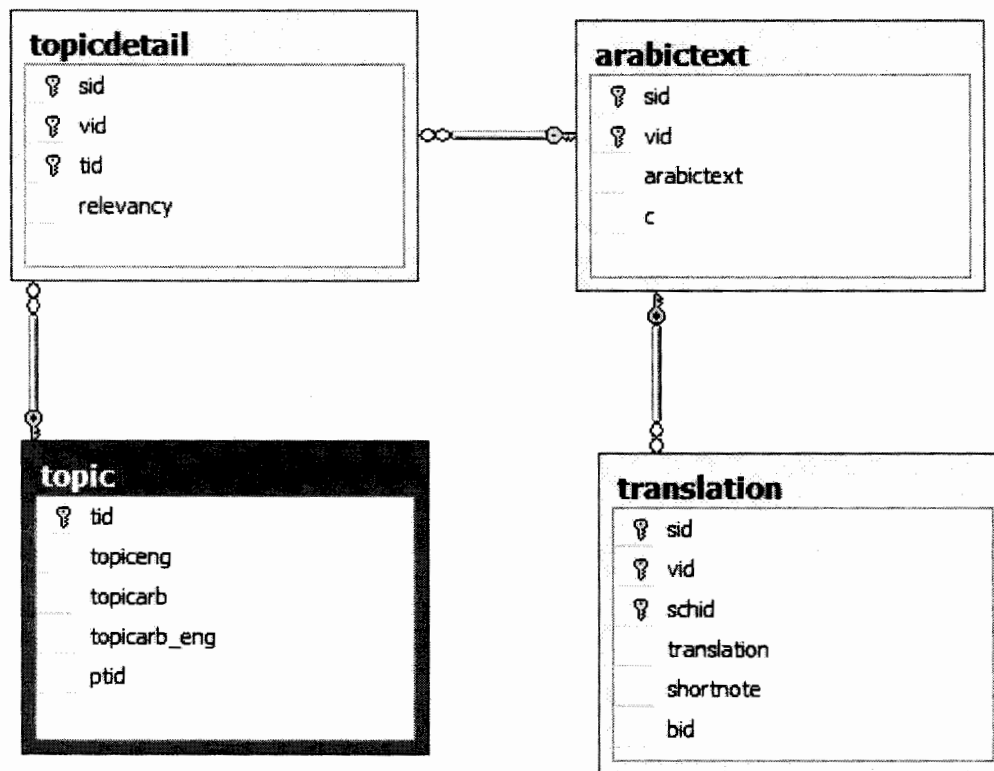 topicdetail
sid
vid
tid
relevancy
arabictext
sid
vid
arabictext
c
topic
tid
topiceng
topicarb
topicarb_eng
ptid
translation
sid
vid
schid
translation
shortnote
bid